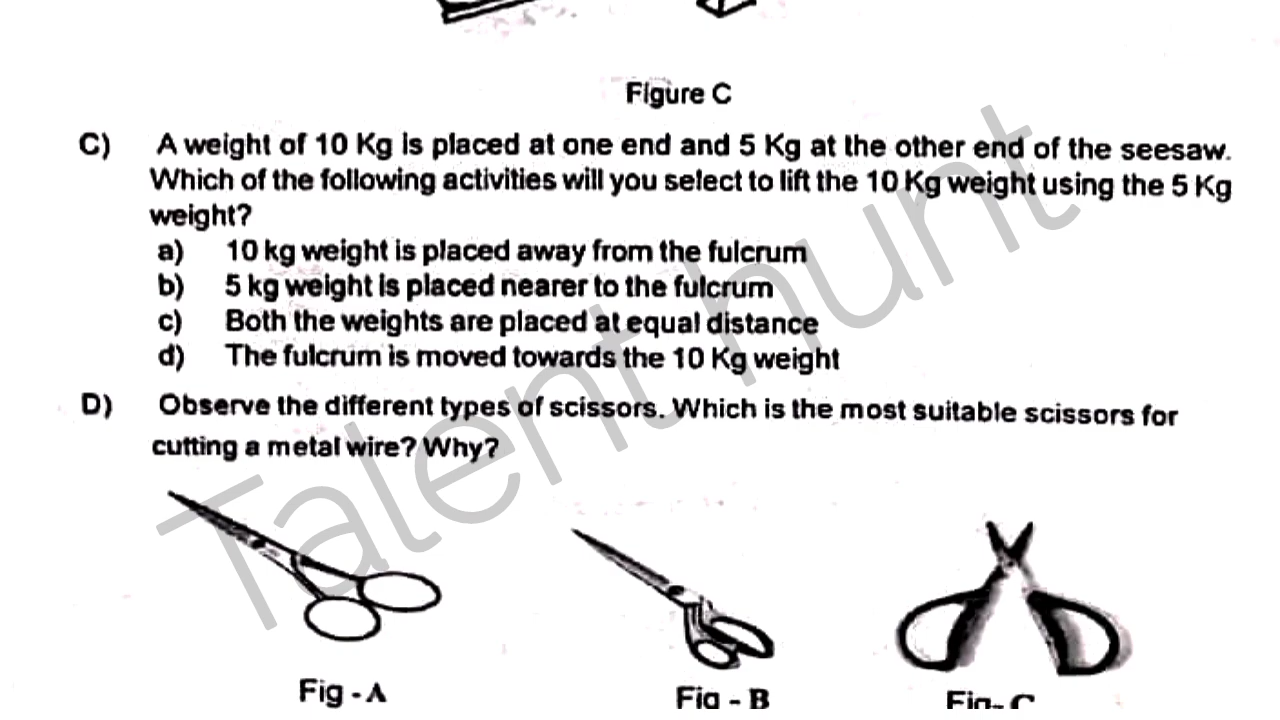 Figure C
C) A weight of 10 Kg is placed at one end and 5 Kg at the other end of the seesaw.
Which of the following activities will you select to lift the 10 Kg weight using the 5 Kg
weight?
a) 10 kg weight is placed away from the fulcrum
b) 5 kg weight is placed nearer to the fulcrum
c) Both the weights are placed at equal distance
d) The fulcrum is moved towards the 10 Kg weight
D) Observe the different types of scissors. Which is the most suitable scissors for
cutting a metal wire? Why?
Talent hunt
Fig - A
Fig - B
Fig- C